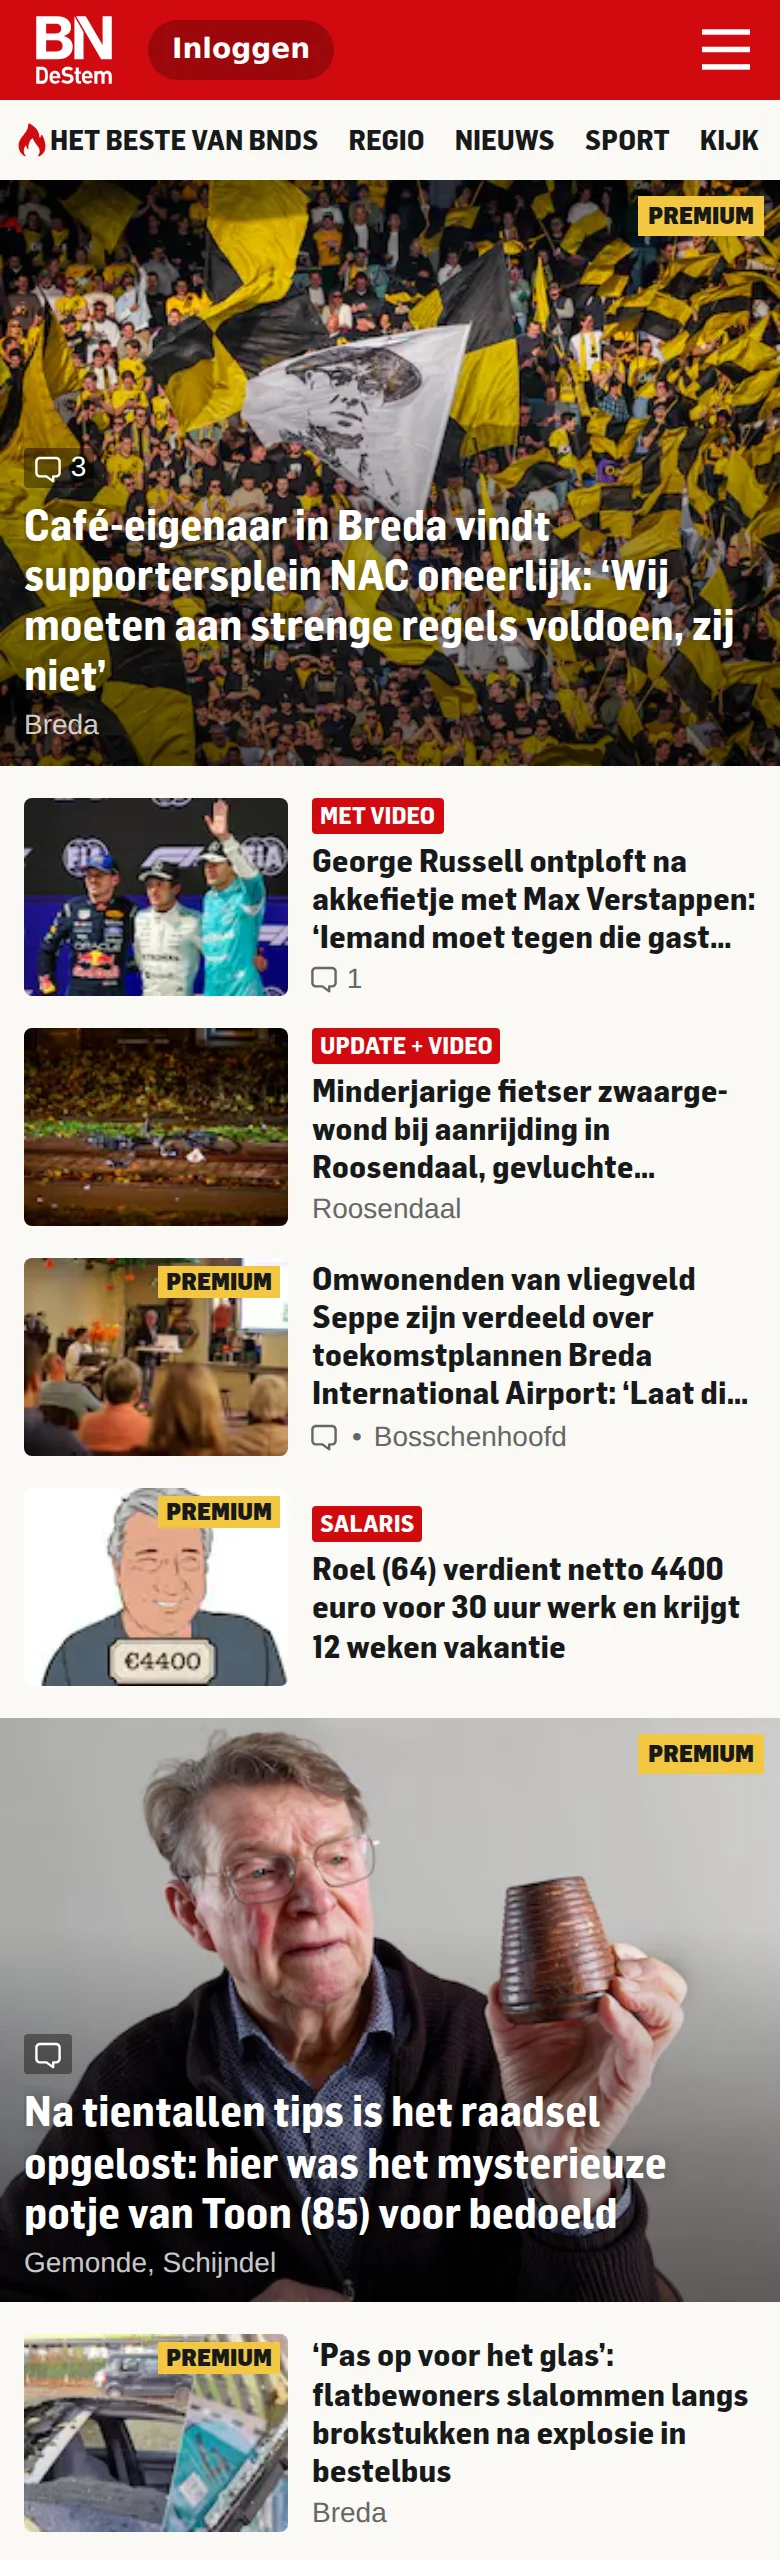 BN
DeStem
Inloggen
HET BESTE VAN BNDS REGIO NIEUWS SPORT KIJK
PREMIUM
3
Café-eigenaar in Breda vindt
supportersplein NAC oneerlijk: ‘Wij
moeten aan strenge regels voldoen, zij
niet’
Breda
FIA
FIA
ORACLE
Red Bull
PETRONAS
MET VIDEO
George Russell ontploft na
akkefietje met Max Verstappen:
‘Iemand moet tegen die gast...
1
UPDATE + VIDEO
Minderjarige fietser zwaarge-
wond bij aanrijding in
Roosendaal, gevluchte...
Roosendaal
PREMIUM
Omwonenden van vliegveld
Seppe zijn verdeeld over
toekomstplannen Breda
International Airport: ‘Laat di...
• Bosschenhoofd
PREMIUM
€4400
SALARIS
Roel (64) verdient netto 4400
euro voor 30 uur werk en krijgt
12 weken vakantie
PREMIUM
Na tientallen tips is het raadsel
opgelost: hier was het mysterieuze
potje van Toon (85) voor bedoeld
Gemonde, Schijndel
PREMIUM
‘Pas op voor het glas’:
flatbewoners slalommen langs
brokstukken na explosie in
bestelbus
Breda